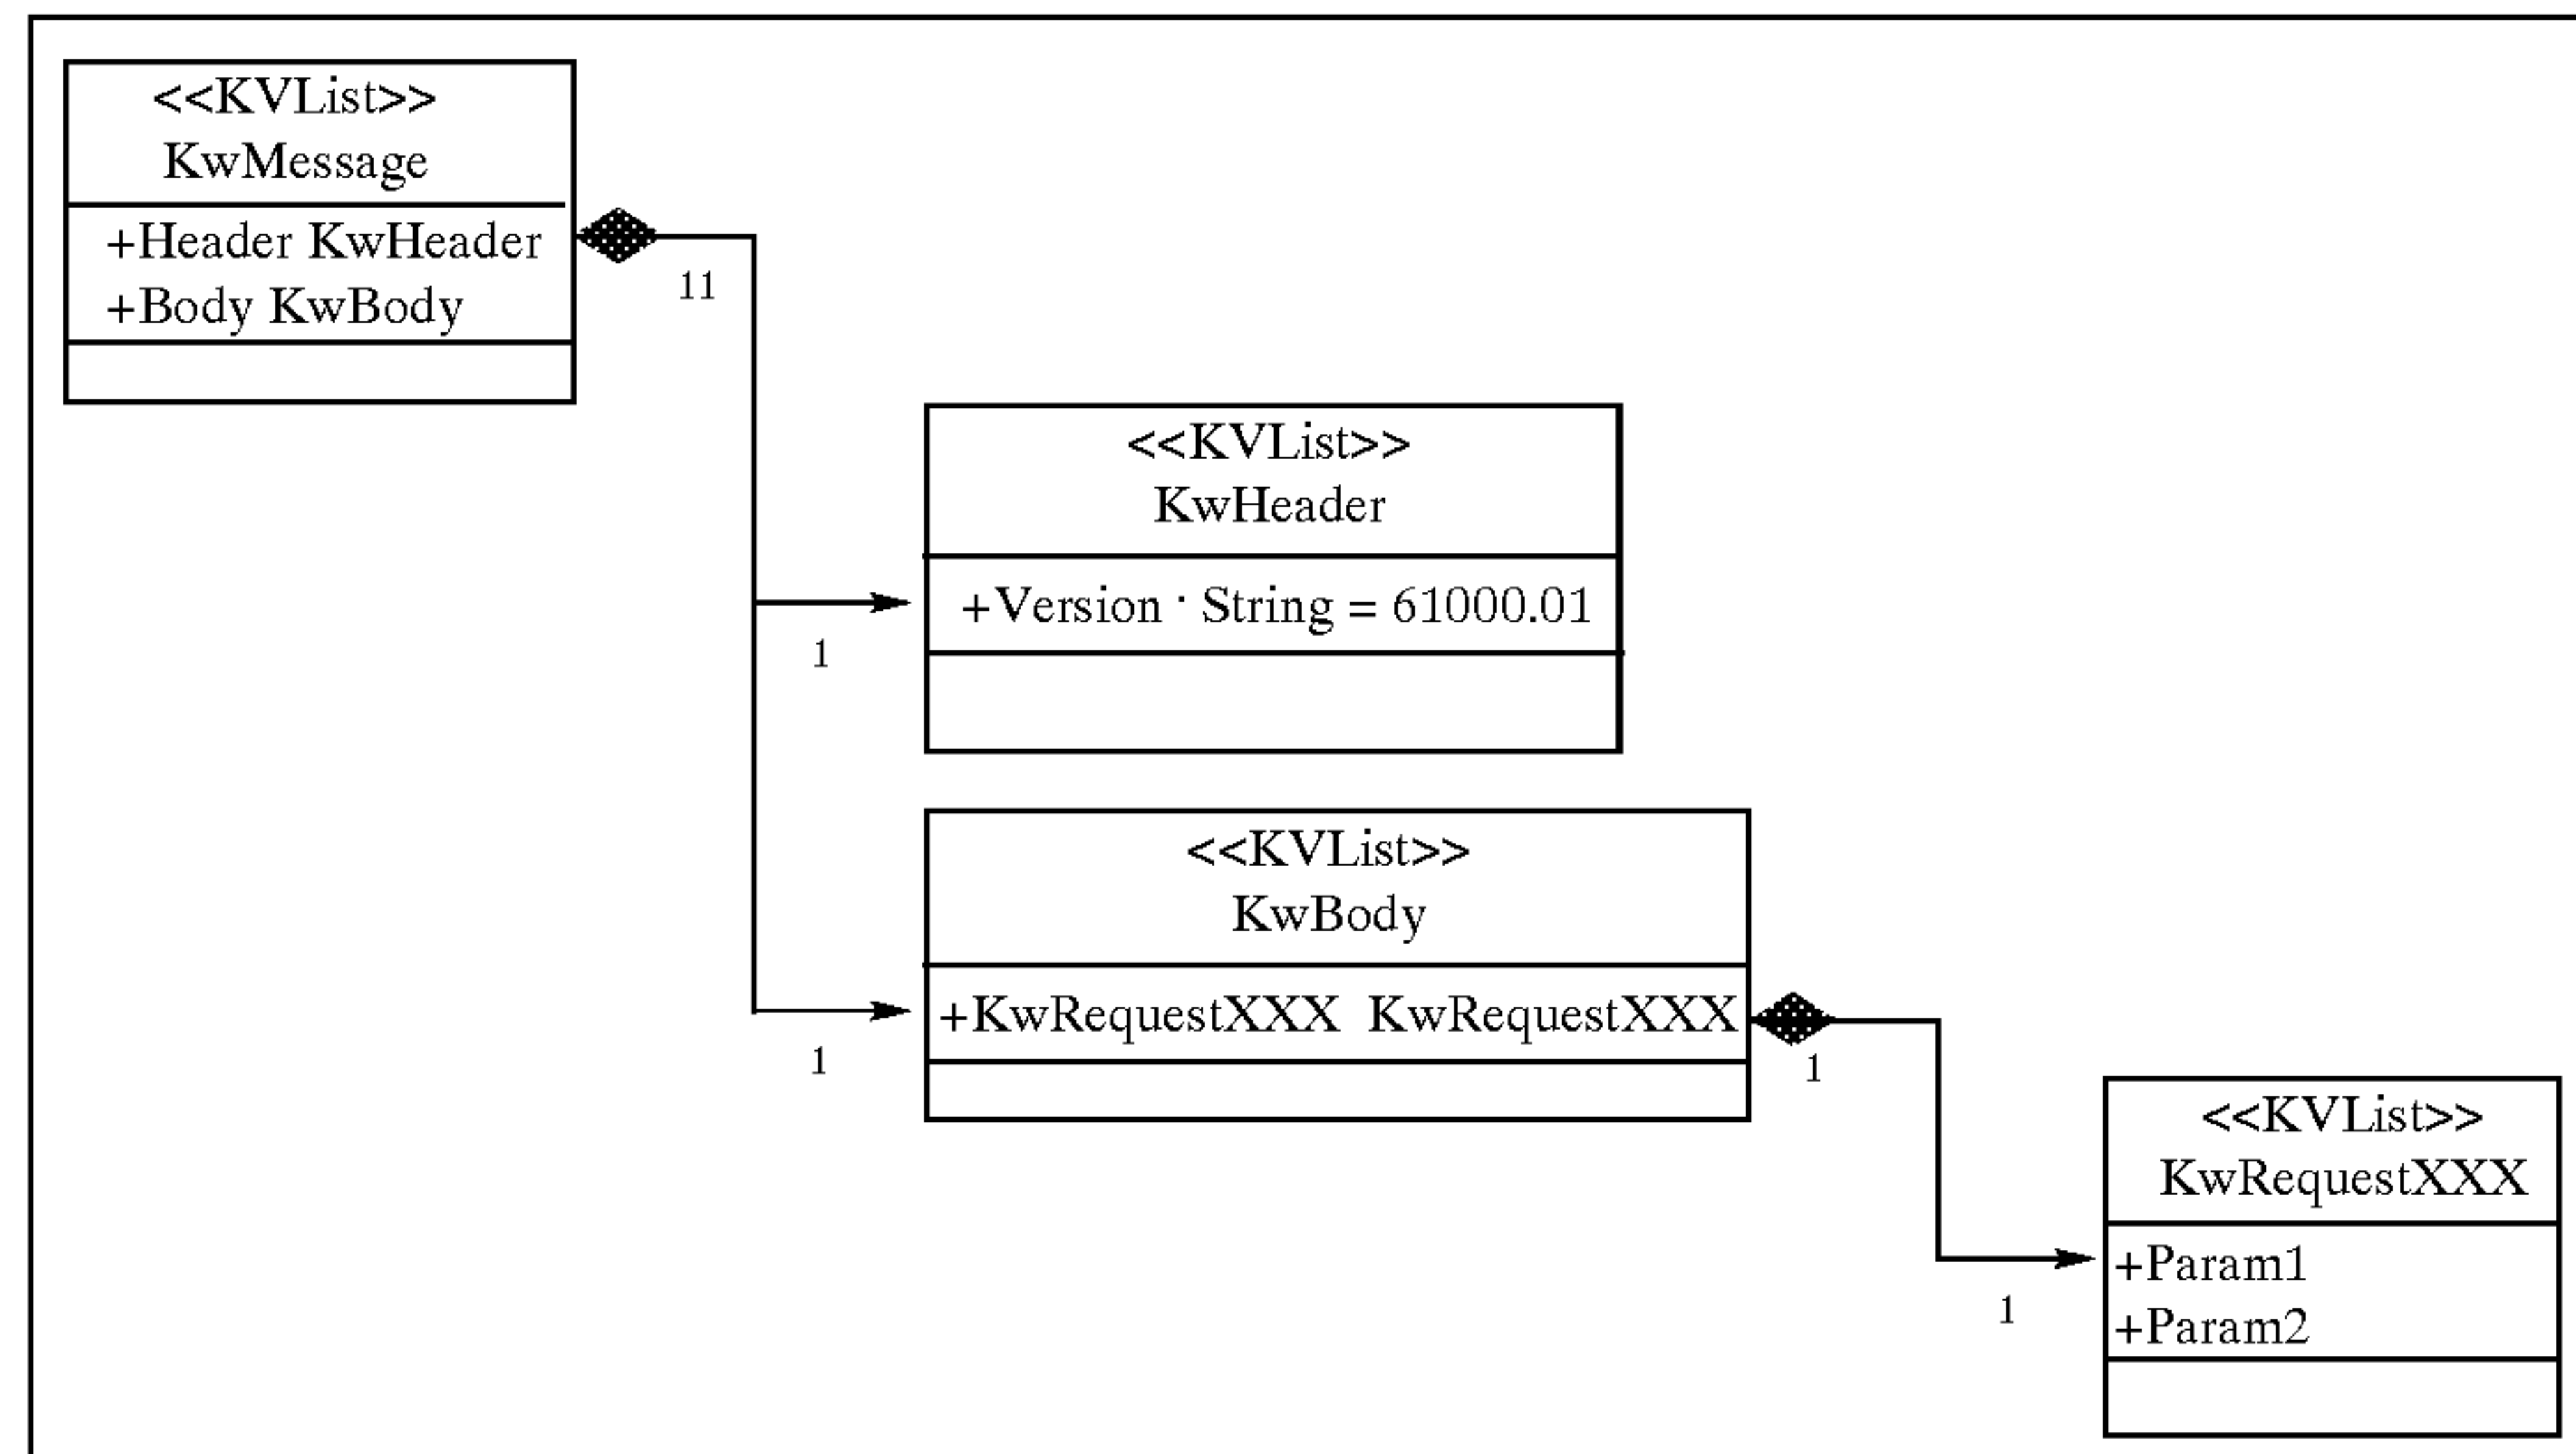 <<KVList>>
KwMessage
+Header KwHeader
+Body KwBody
11
<<KVList>>
KwHeader
+Version · String = 61000.01
1
<<KVList>>
KwBody
+KwRequestXXX KwRequestXXX
1
1
<<KVList>>
KwRequestXXX
+Param1
+Param2
1